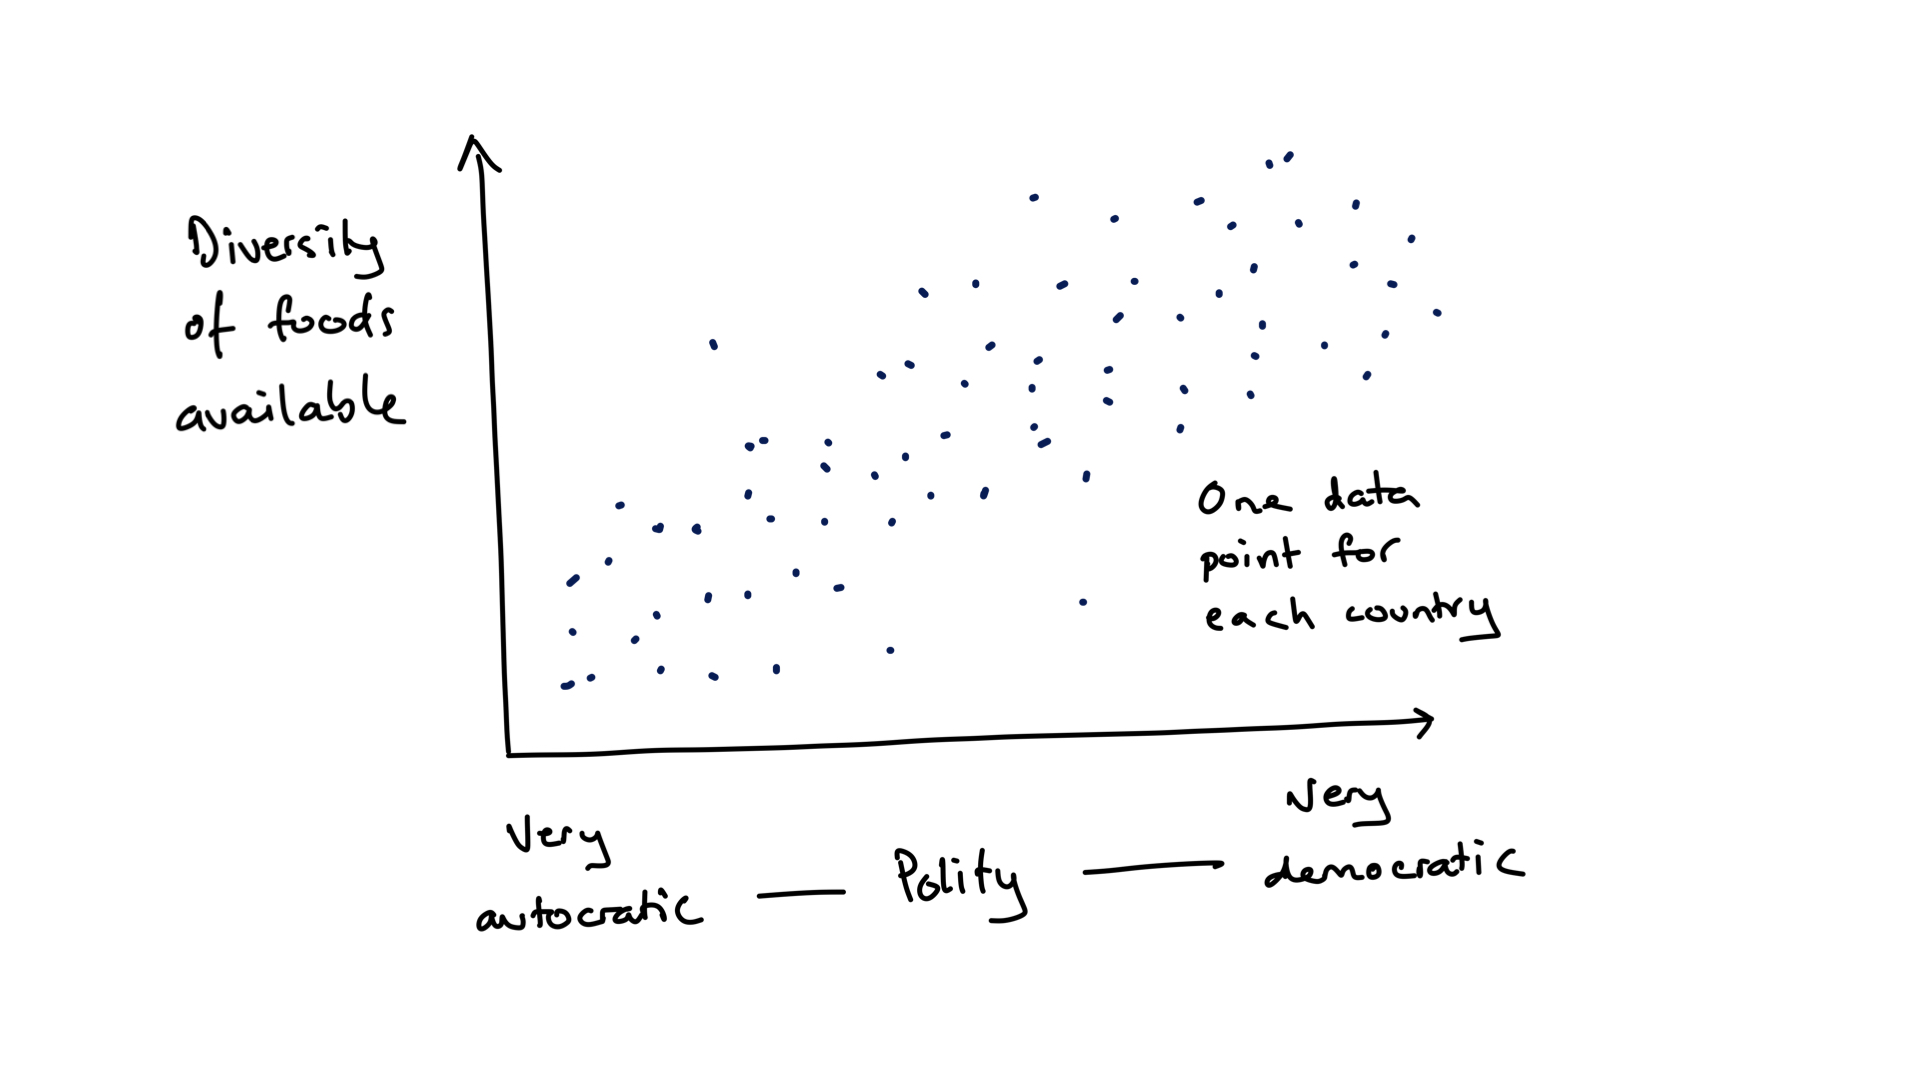 Diversity
of foods
available
One data
point for
each country
Very
autocratic — Polity — Very
democratic